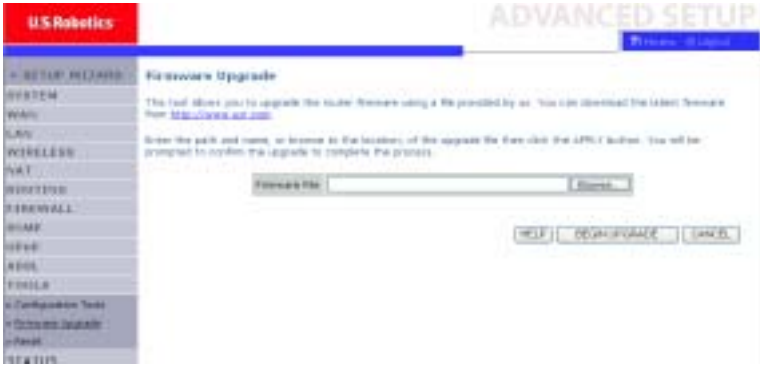 U.S. Robotics
ADVANCED SETUP
Home Logout
» SETUP WIZARD
SYSTEM
WAN
LAN
WIRELESS
NAT
ROUTING
FIREWALL
SNMP
UPnP
ADSL
TOOLS
» Configuration Tools
» Firmware Upgrade
» Reset
STATUS
Firmware Upgrade
This tool allows you to upgrade the router firmware using a file provided by us. You can download the latest firmware
from http://www.usr.com
Enter the path and name, or browse to the location, of the upgrade file then click the APPLY button. You will be
prompted to confirm the upgrade to complete the process.
Firmware File
Browse...
HELP
BEGIN UPGRADE
CANCEL